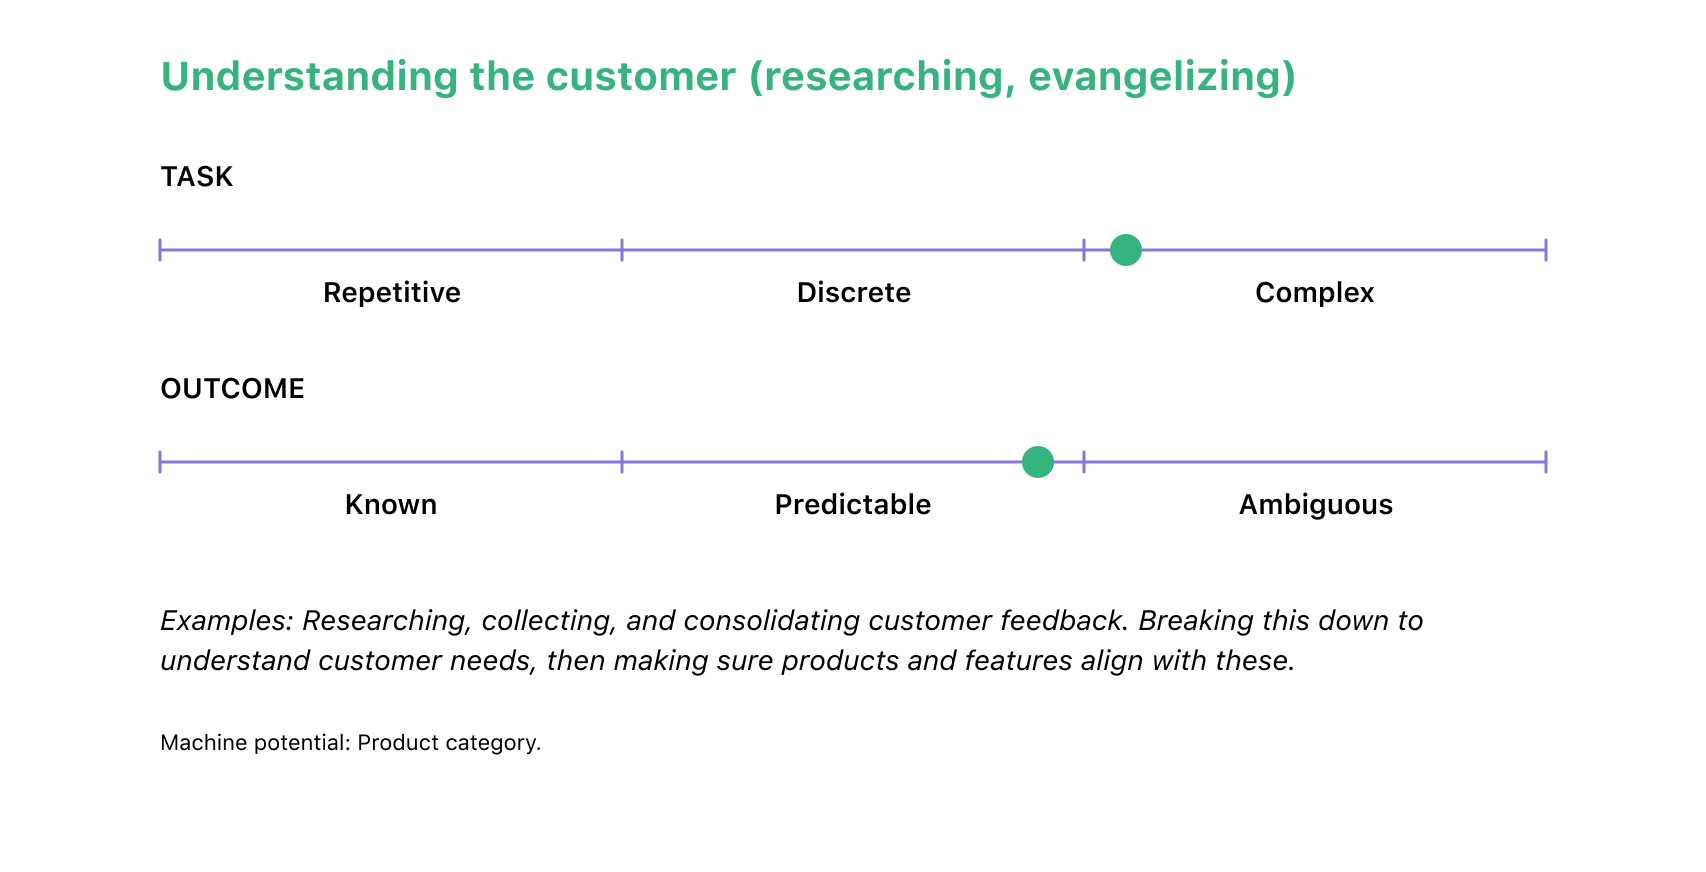 Understanding the customer (researching, evangelizing)
TASK
Repetitive
Discrete
Complex
OUTCOME
Known
Predictable
Ambiguous
Examples: Researching, collecting, and consolidating customer feedback. Breaking this down to
understand customer needs, then making sure products and features align with these.
Machine potential: Product category.